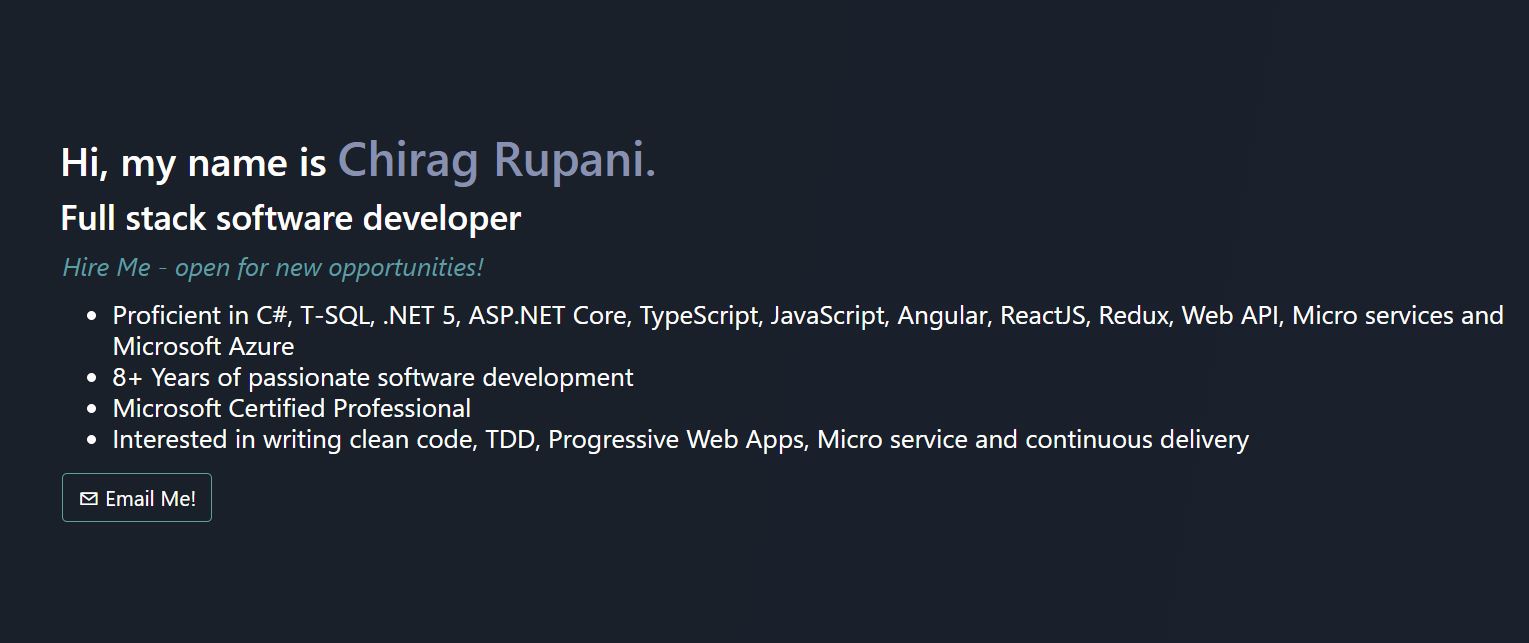 Hi, my name is Chirag Rupani.
Full stack software developer
Hire Me - open for new opportunities!
Proficient in C#, T-SQL, .NET 5, ASP.NET Core, TypeScript, JavaScript, Angular, ReactJS, Redux, Web API, Micro services and
Microsoft Azure
8+ Years of passionate software development
Microsoft Certified Professional
Interested in writing clean code, TDD, Progressive Web Apps, Micro service and continuous delivery
Email Me!